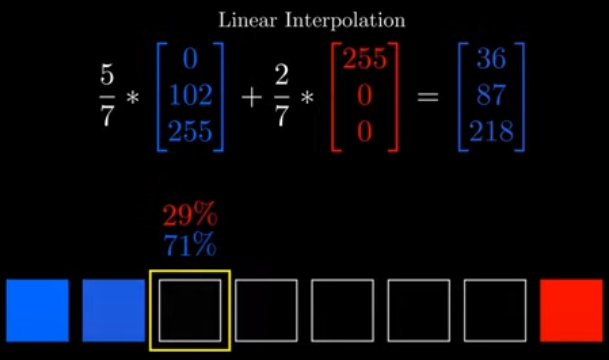 Linear Interpolation
5/7 * [0 102 255] + 2/7 * [255 0 0] = [36 87 218]
29%
71%